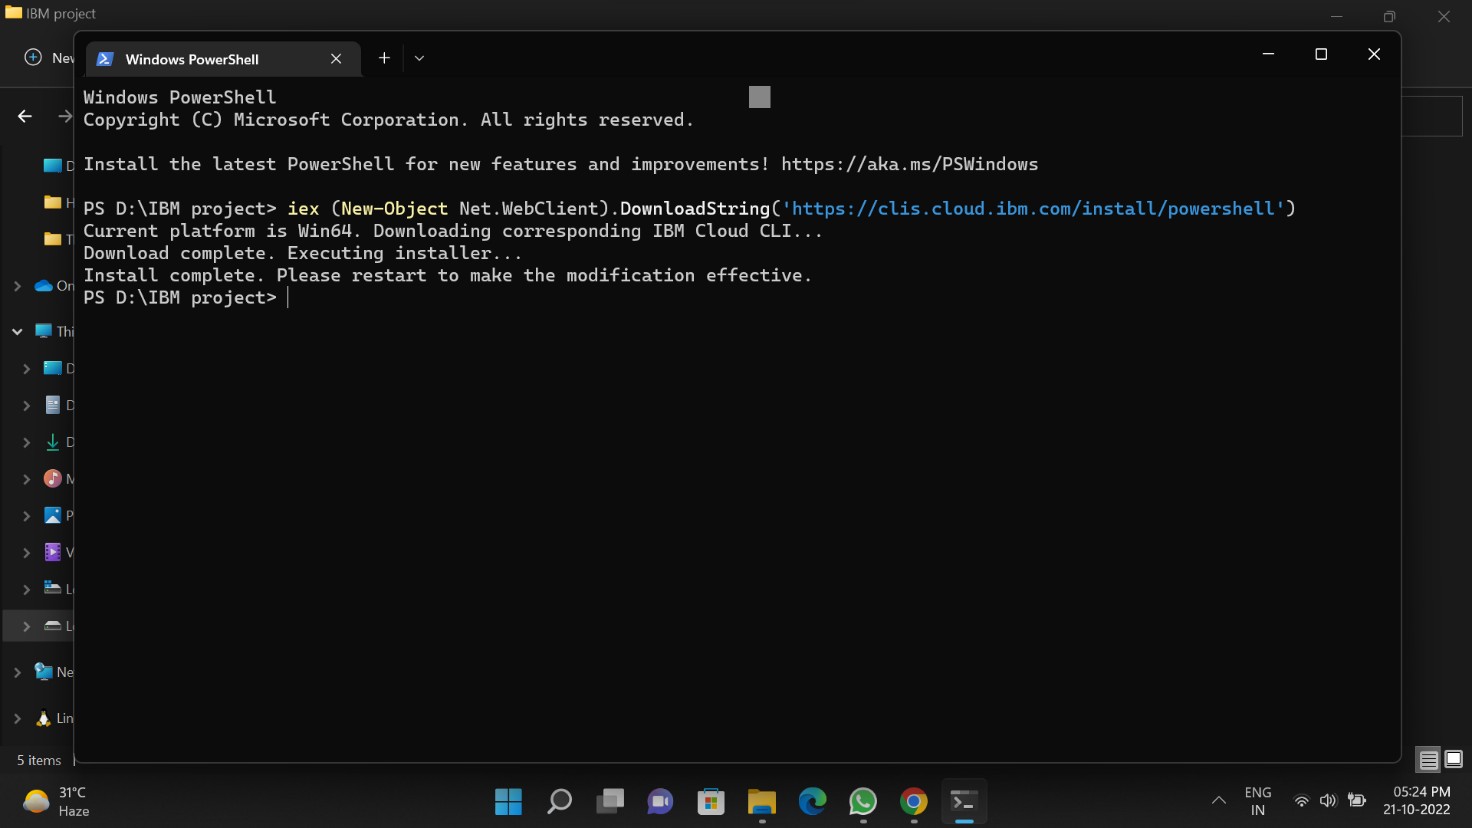 IBM project
New
Windows PowerShell
Windows PowerShell
Copyright (C) Microsoft Corporation. All rights reserved.
Install the latest PowerShell for new features and improvements! https://aka.ms/PSWindows
PS D:\IBM project> iex (New-Object Net.WebClient).DownloadString('https://clis.cloud.ibm.com/install/powershell')
Current platform is Win64. Downloading corresponding IBM Cloud CLI...
Download complete. Executing installer...
Install complete. Please restart to make the modification effective.
PS D:\IBM project>
D
H
T
On
Thi
D
D
D
M
P
V
Lo
Lo
Ne
Lin
5 items
31°C
Haze
ENG
IN
05:24 PM
21-10-2022